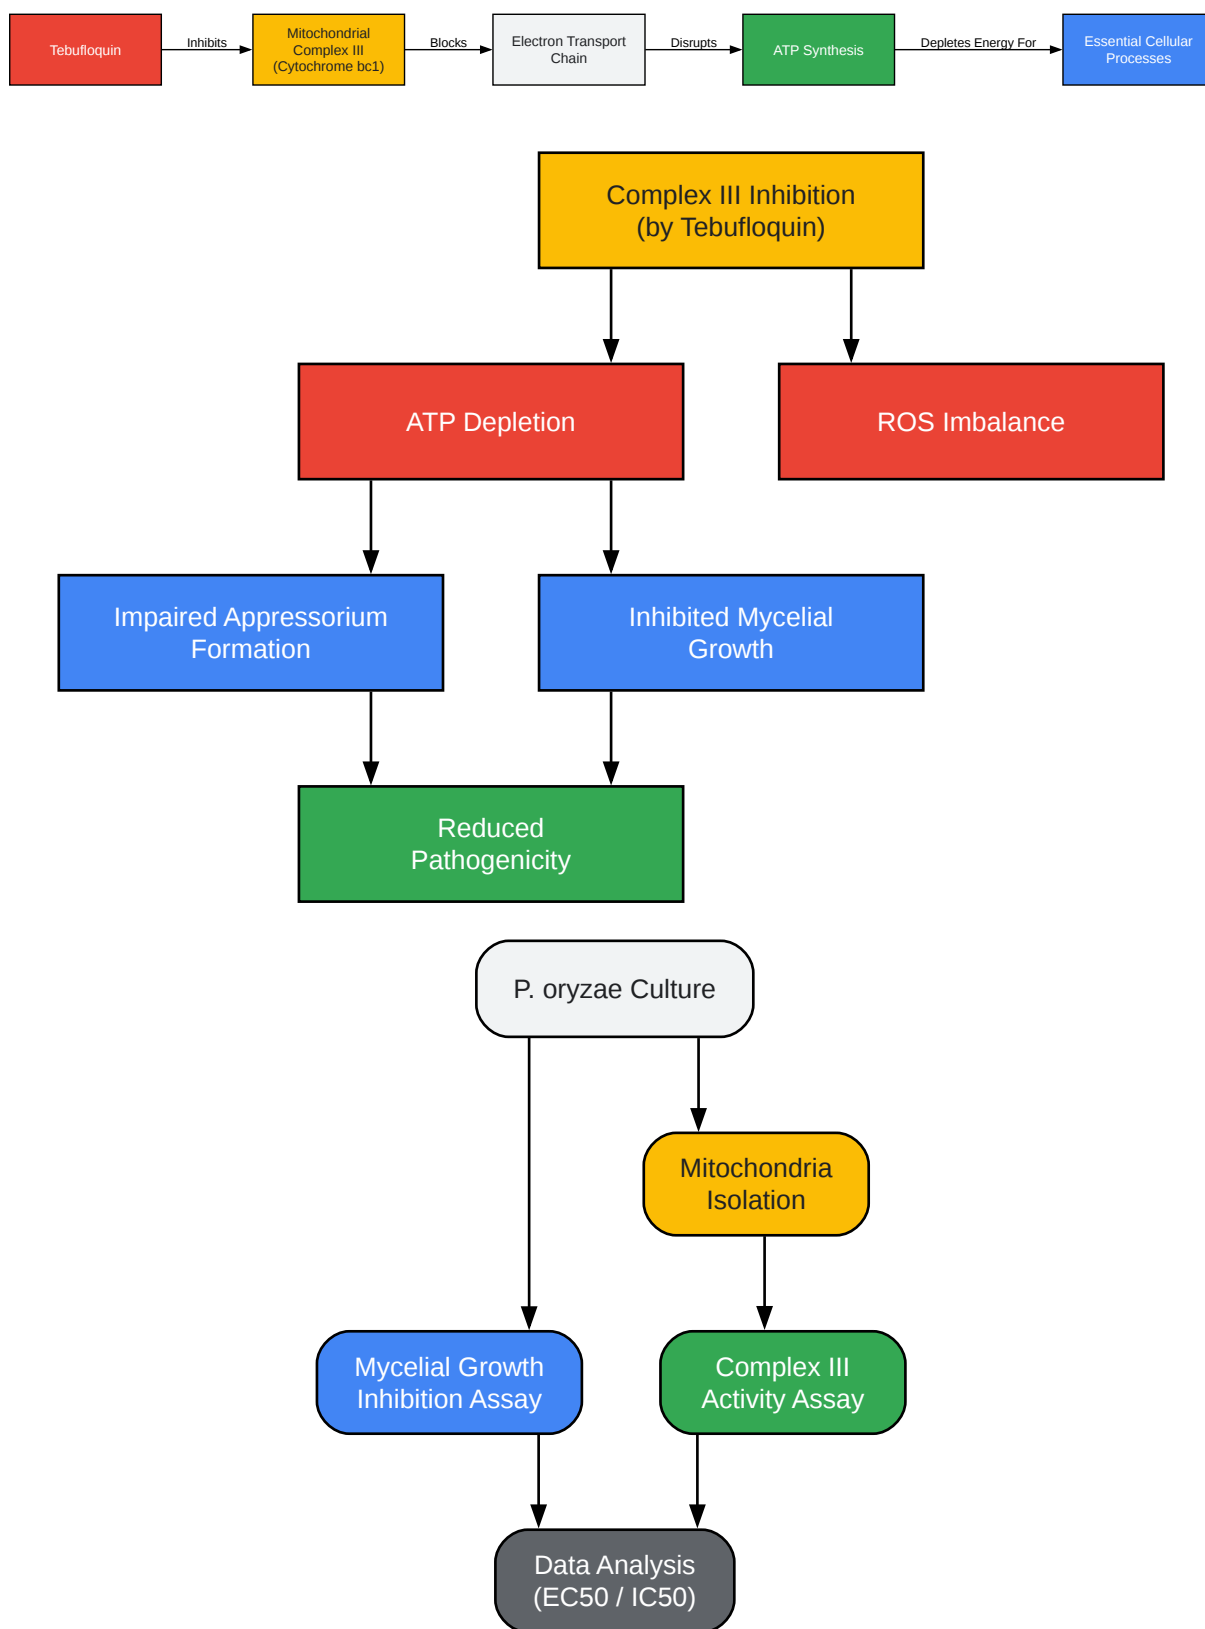 Tebufloquin
Inhibits
Mitochondrial
Complex III
(Cytochrome bc1)
Blocks
Electron Transport
Chain
Disrupts
ATP Synthesis
Depletes Energy For
Essential Cellular
Processes
Complex III Inhibition
(by Tebufloquin)
ATP Depletion
ROS Imbalance
Impaired Appressorium
Formation
Inhibited Mycelial
Growth
Reduced
Pathogenicity
P. oryzae Culture
Mitochondria
Isolation
Mycelial Growth
Inhibition Assay
Complex III
Activity Assay
Data Analysis
(EC50 / IC50)